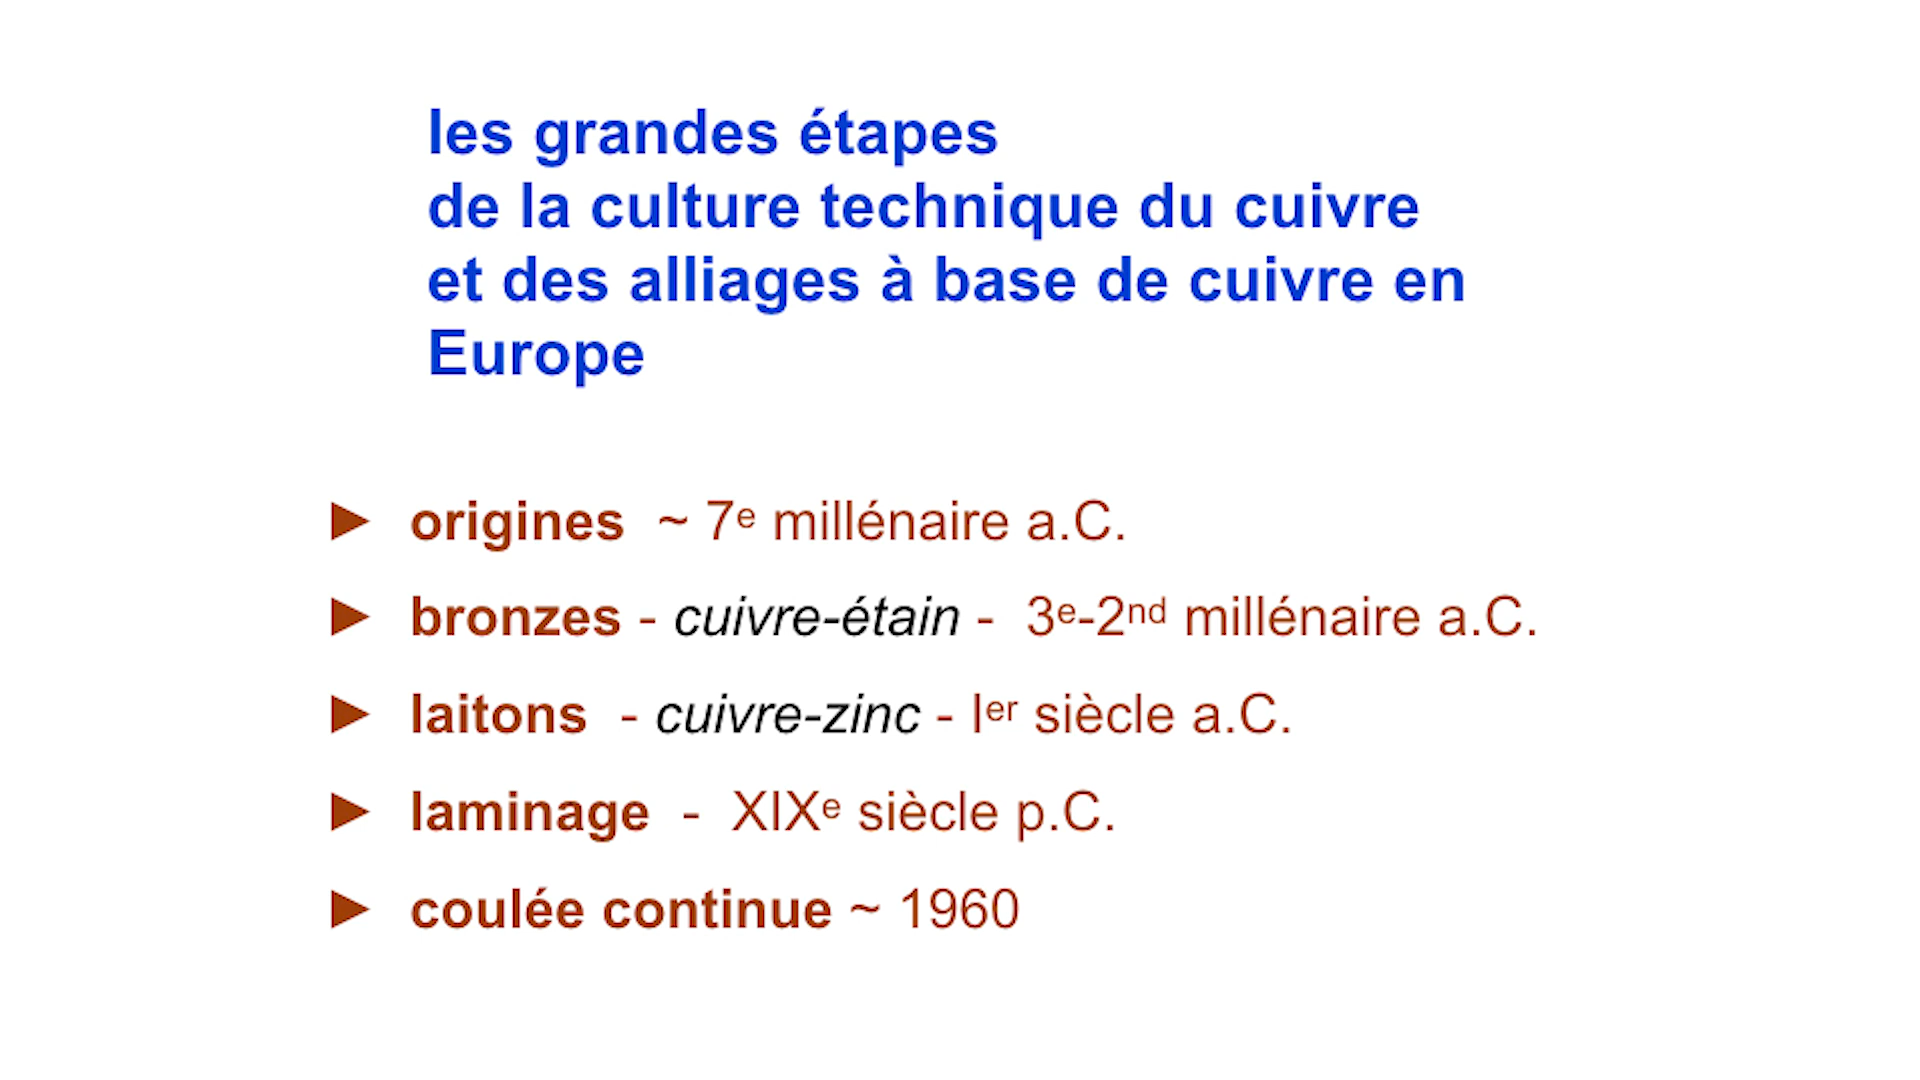 les grandes étapes
de la culture technique du cuivre
et des alliages à base de cuivre en
Europe
► origines ~ 7e millénaire a.C.
► bronzes - cuivre-étain - 3e-2nd millénaire a.C.
► laitons - cuivre-zinc - Ier siècle a.C.
► laminage - XIXe siècle p.C.
► coulée continue ~ 1960